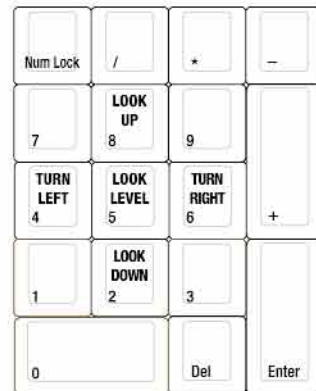 Num Lock / * –
7 LOOK UP 8 9
TURN LEFT 4 LOOK LEVEL 5 TURN RIGHT 6 +
1 LOOK DOWN 2 3
0 Del Enter